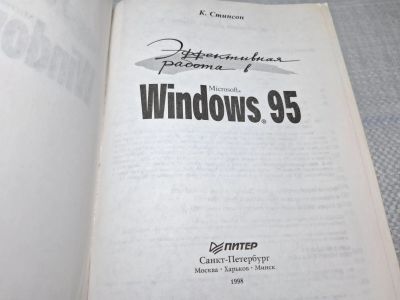 К. Стинсон
Эффективная
работа в
Microsoft®
Windows® 95
ПИТЕР
Санкт-Петербург
Москва • Харьков • Минск
1998